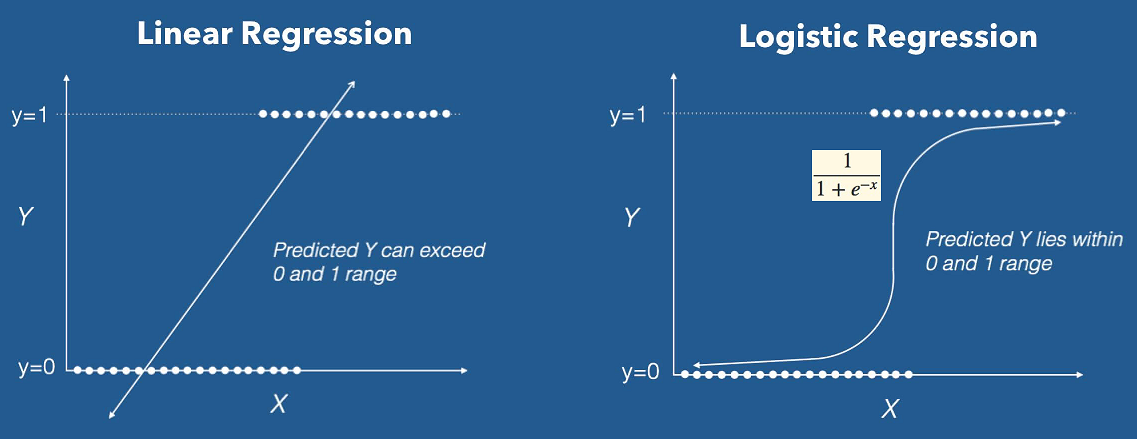 Linear Regression
y=1
Y
Predicted Y can exceed
0 and 1 range
y=0
X
Logistic Regression
y=1
1
1 + e^{-x}
Y
Predicted Y lies within
0 and 1 range
y=0
X